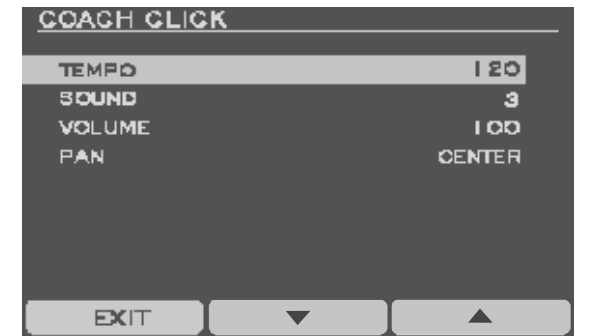 COACH CLICK
TEMPO 120
SOUND 3
VOLUME 100
PAN CENTER
EXIT ▼ ▲